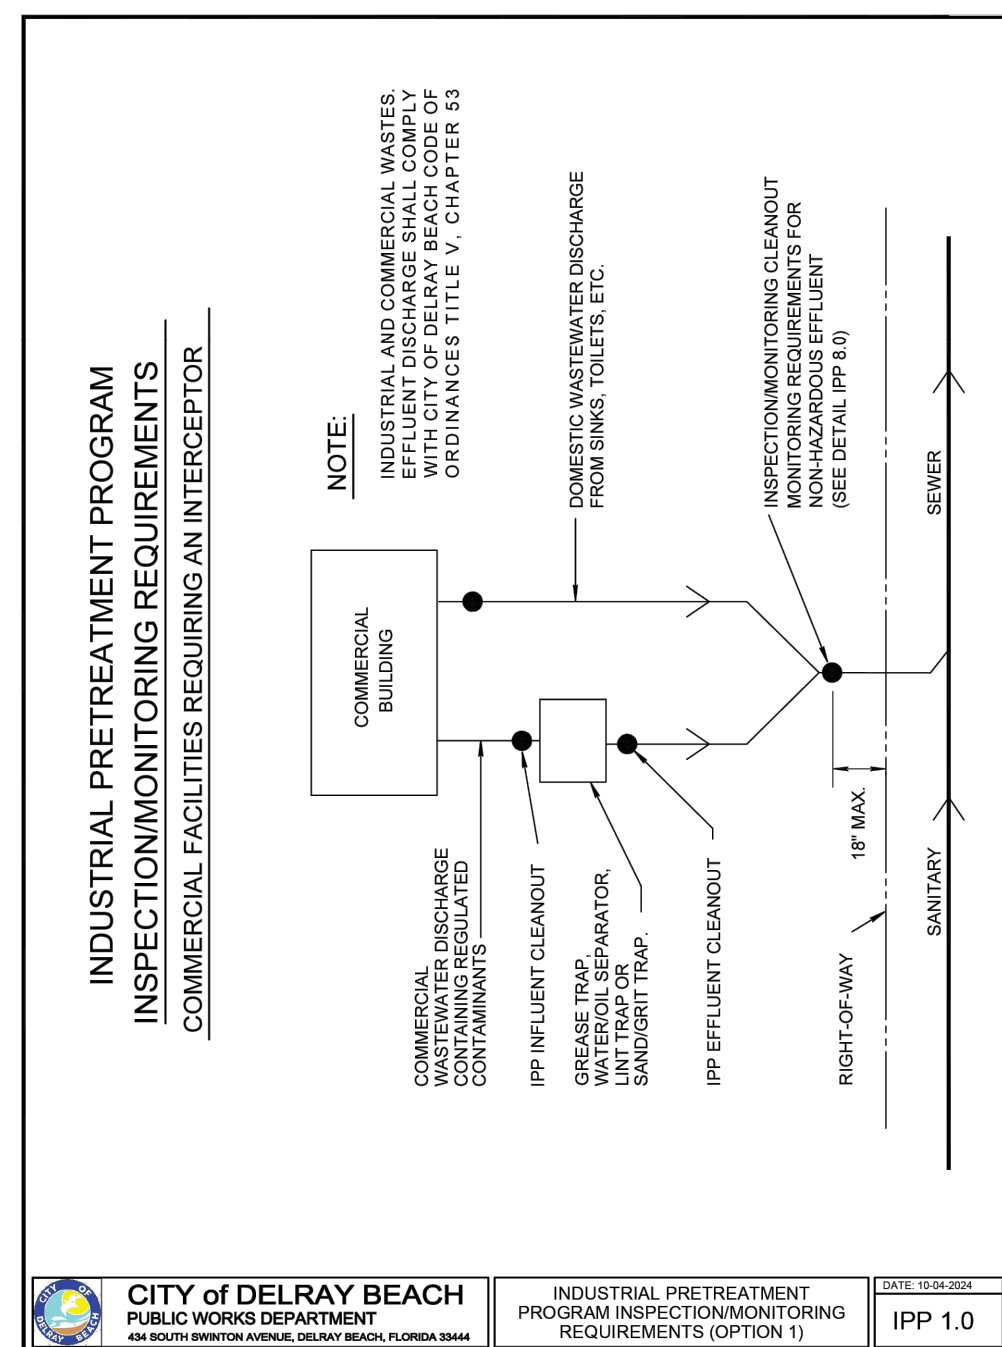 INDUSTRIAL PRETREATMENT PROGRAM
INSPECTION/MONITORING REQUIREMENTS
COMMERCIAL FACILITIES REQUIRING AN INTERCEPTOR
NOTE:
INDUSTRIAL AND COMMERCIAL WASTES.
EFFLUENT DISCHARGE SHALL COMPLY
WITH CITY OF DELRAY BEACH CODE OF
ORDINANCES TITLE V, CHAPTER 53
COMMERCIAL
BUILDING
COMMERCIAL
WASTEWATER DISCHARGE
CONTAINING REGULATED
CONTAMINANTS
IPP INFLUENT CLEANOUT
GREASE TRAP,
WATER/OIL SEPARATOR,
LINT TRAP OR
SAND/GRIT TRAP.
IPP EFFLUENT CLEANOUT
DOMESTIC WASTEWATER DISCHARGE
FROM SINKS, TOILETS, ETC.
INSPECTION/MONITORING CLEANOUT
MONITORING REQUIREMENTS FOR
NON-HAZARDOUS EFFLUENT
(SEE DETAIL IPP 8.0)
18" MAX.
RIGHT-OF-WAY
SANITARY
SEWER
CITY OF
DELRAY BEACH
CITY of DELRAY BEACH
PUBLIC WORKS DEPARTMENT
434 SOUTH SWINTON AVENUE, DELRAY BEACH, FLORIDA 33444
INDUSTRIAL PRETREATMENT
PROGRAM INSPECTION/MONITORING
REQUIREMENTS (OPTION 1)
DATE: 10-04-2024
IPP 1.0